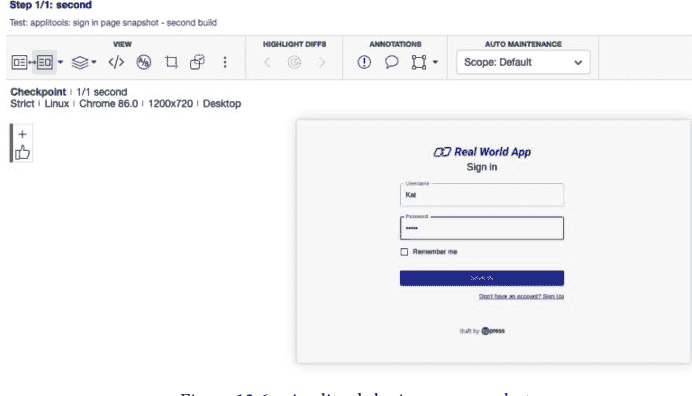 Step 1/1: second
Test: applitools: sign in page snapshot - second build
VIEW
HIGHLIGHT DIFFS
ANNOTATIONS
AUTO MAINTENANCE
Scope: Default
Checkpoint | 1/1 second
Strict | Linux | Chrome 86.0 | 1200x720 | Desktop
Real World App
Sign in
Username
Kat
Password
•••••
Remember me
Don't have an account? Sign Up
Built by